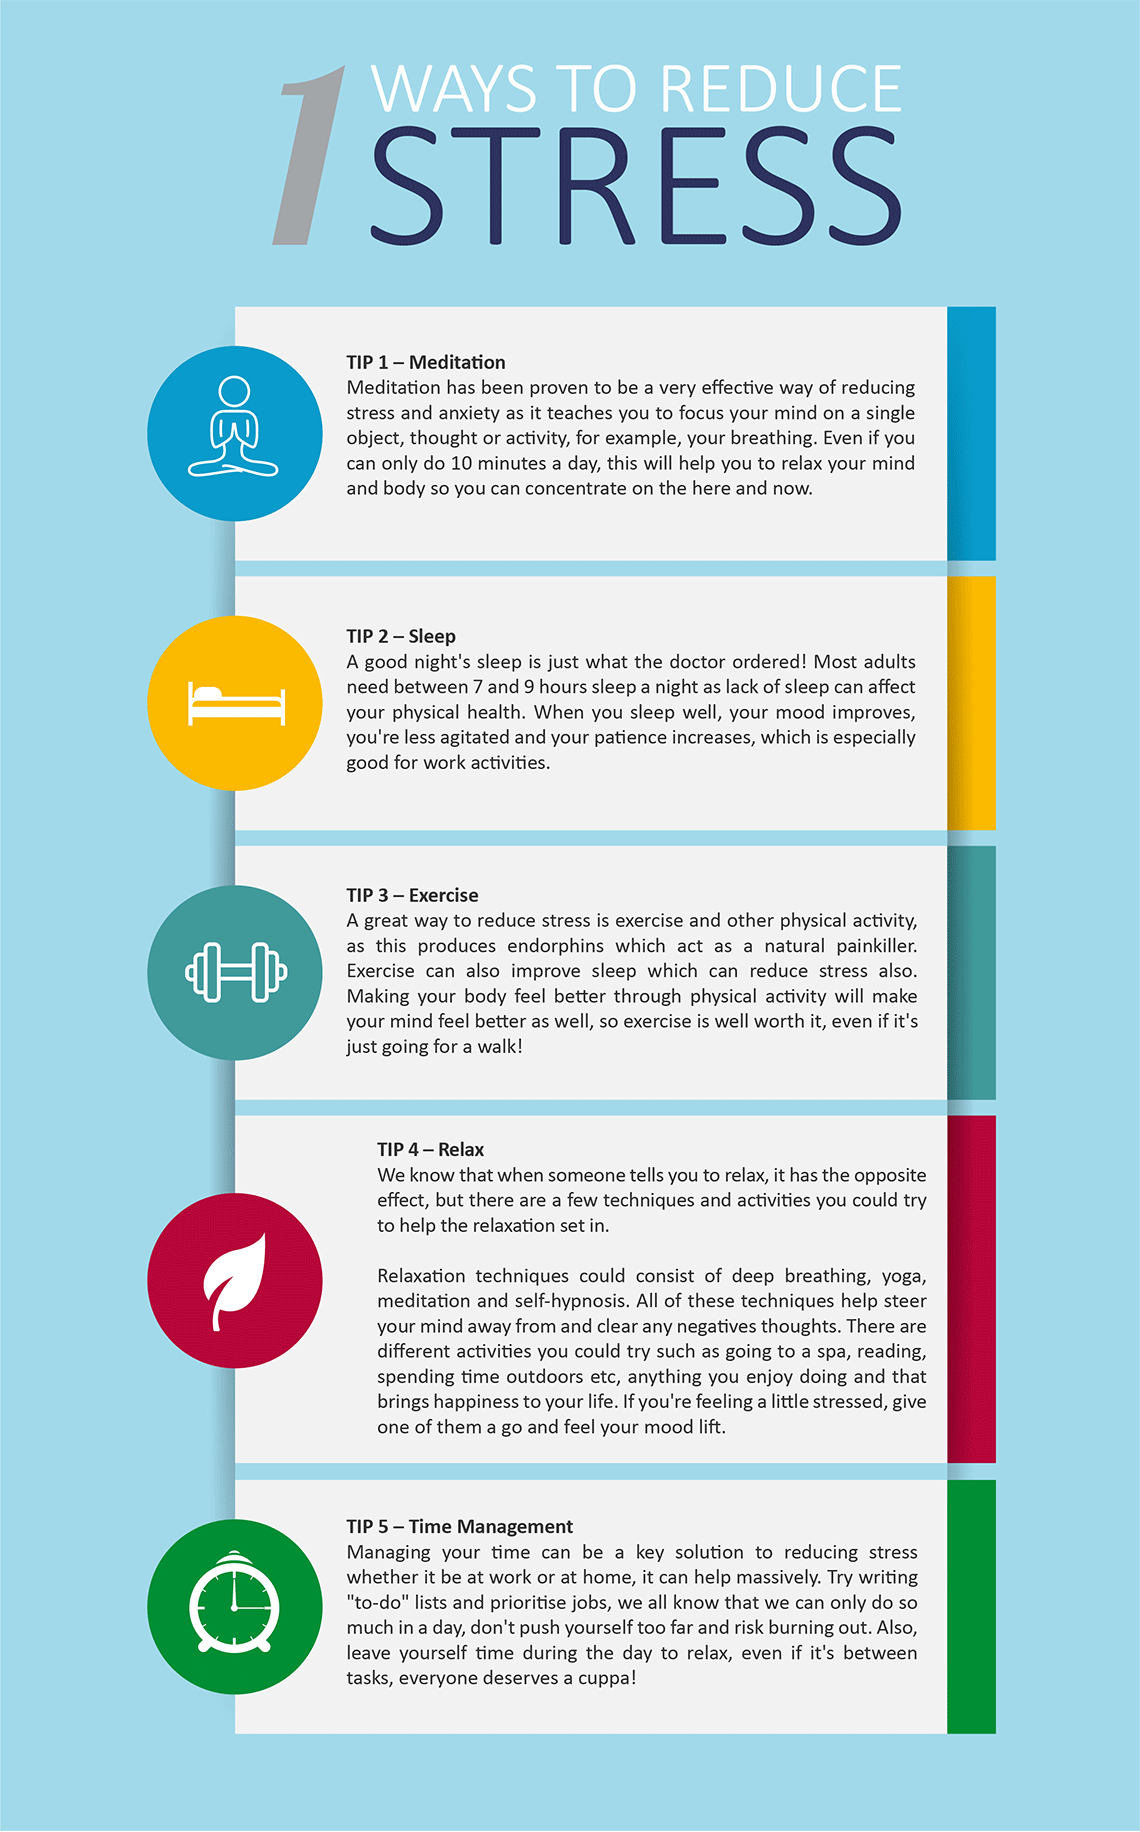 1 WAYS TO REDUCE
STRESS
TIP 1 – Meditation
Meditation has been proven to be a very effective way of reducing
stress and anxiety as it teaches you to focus your mind on a single
object, thought or activity, for example, your breathing. Even if you
can only do 10 minutes a day, this will help you to relax your mind
and body so you can concentrate on the here and now.
TIP 2 – Sleep
A good night's sleep is just what the doctor ordered! Most adults
need between 7 and 9 hours sleep a night as lack of sleep can affect
your physical health. When you sleep well, your mood improves,
you're less agitated and your patience increases, which is especially
good for work activities.
TIP 3 – Exercise
A great way to reduce stress is exercise and other physical activity,
as this produces endorphins which act as a natural painkiller.
Exercise can also improve sleep which can reduce stress also.
Making your body feel better through physical activity will make
your mind feel better as well, so exercise is well worth it, even if it's
just going for a walk!
TIP 4 – Relax
We know that when someone tells you to relax, it has the opposite
effect, but there are a few techniques and activities you could try
to help the relaxation set in.
Relaxation techniques could consist of deep breathing, yoga,
meditation and self-hypnosis. All of these techniques help steer
your mind away from and clear any negatives thoughts. There are
different activities you could try such as going to a spa, reading,
spending time outdoors etc, anything you enjoy doing and that
brings happiness to your life. If you're feeling a little stressed, give
one of them a go and feel your mood lift.
TIP 5 – Time Management
Managing your time can be a key solution to reducing stress
whether it be at work or at home, it can help massively. Try writing
"to-do" lists and prioritise jobs, we all know that we can only do so
much in a day, don't push yourself too far and risk burning out. Also,
leave yourself time during the day to relax, even if it's between
tasks, everyone deserves a cuppa!